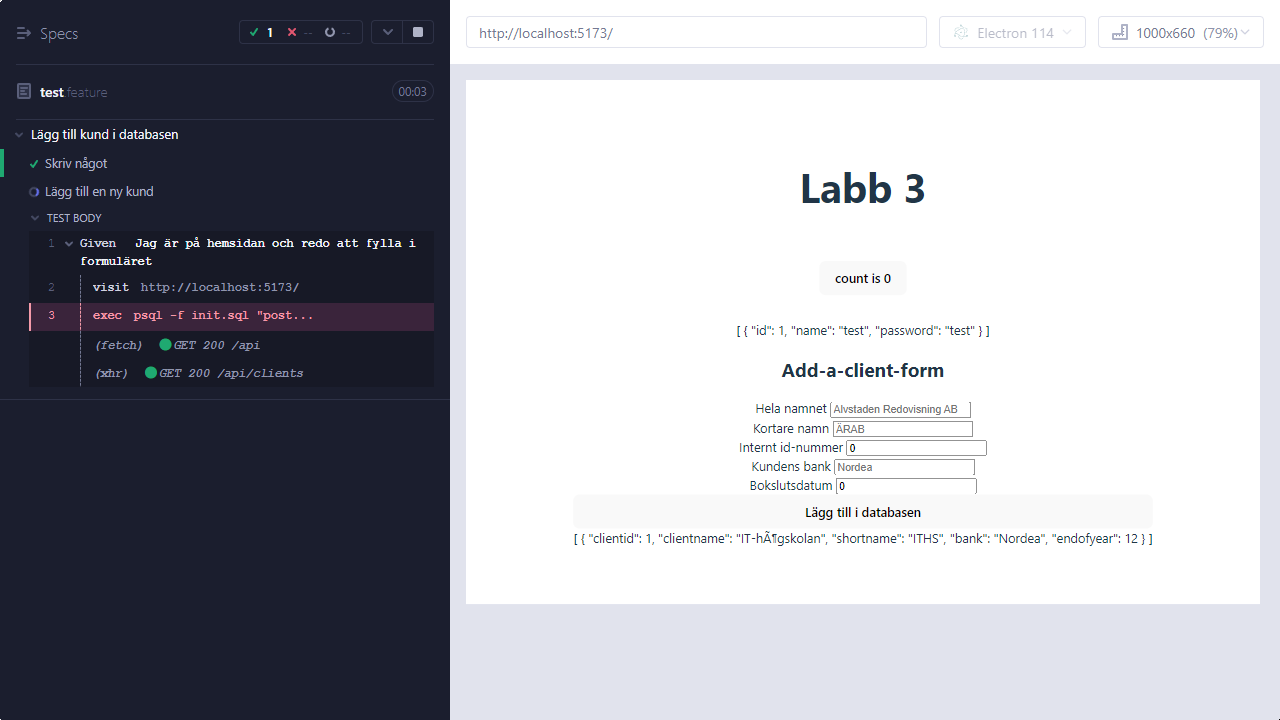 Specs
1
--
--
http://localhost:5173/
Electron 114
1000x660 (79%)
test.feature
00:03
Lägg till kund i databasen
Skriv något
Lägg till en ny kund
TEST BODY
1 Given Jag är på hemsidan och redo att fylla i
formuläret
2 visit http://localhost:5173/
3 exec psql -f init.sql "post...
(fetch) GET 200 /api
(xhr) GET 200 /api/clients
Labb 3
count is 0
[ { "id": 1, "name": "test", "password": "test" } ]
Add-a-client-form
Hela namnet Alvstaden Redovisning AB
Kortare namn ÄRAB
Internt id-nummer 0
Kundens bank Nordea
Bokslutsdatum 0
Lägg till i databasen
[ { "clientid": 1, "clientname": "IT-hÃ¶gskolan", "shortname": "ITHS", "bank": "Nordea", "endofyear": 12 } ]